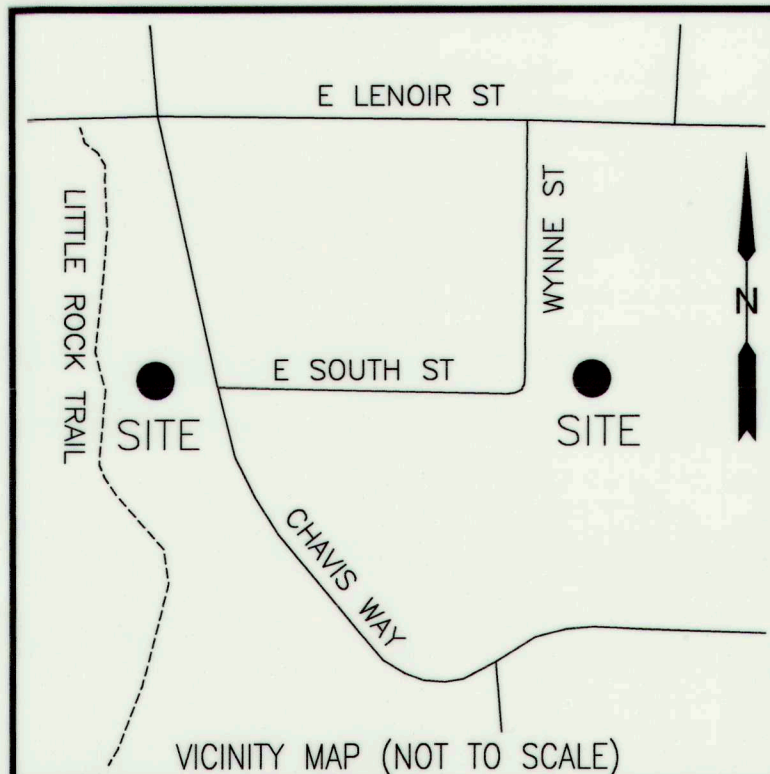 E LENOIR ST
WYNNE ST
LITTLE ROCK TRAIL
N
E SOUTH ST
SITE
SITE
CHAVIS WAY
VICINITY MAP (NOT TO SCALE)